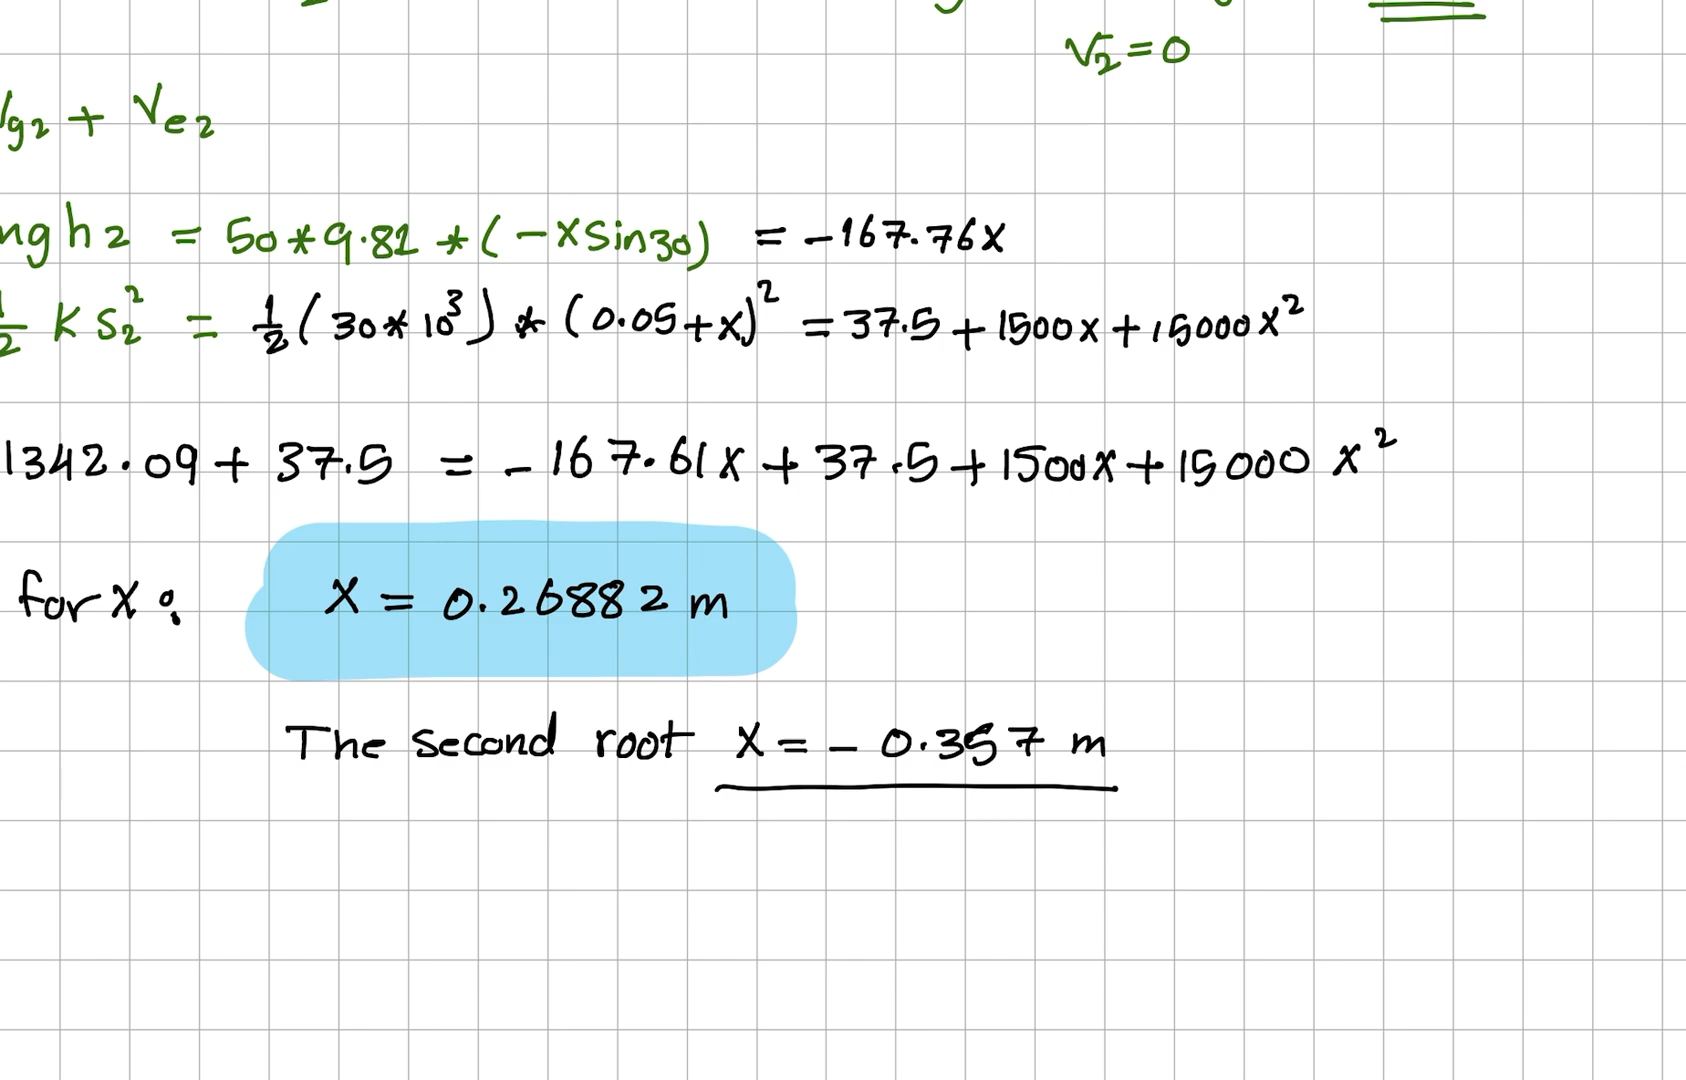 V₂ = 0
Vg₂ + Ve₂
mgh₂ = 50*9.81*(-xsin30) = -167.76x
½ K S₂² = ½(30*10³)*(0.05+x)² = 37.5+1500x+15000x²
1342.09 + 37.5 = -167.61x + 37.5 + 1500x + 15000x²
for x: x = 0.26882 m
The second root x = - 0.357 m